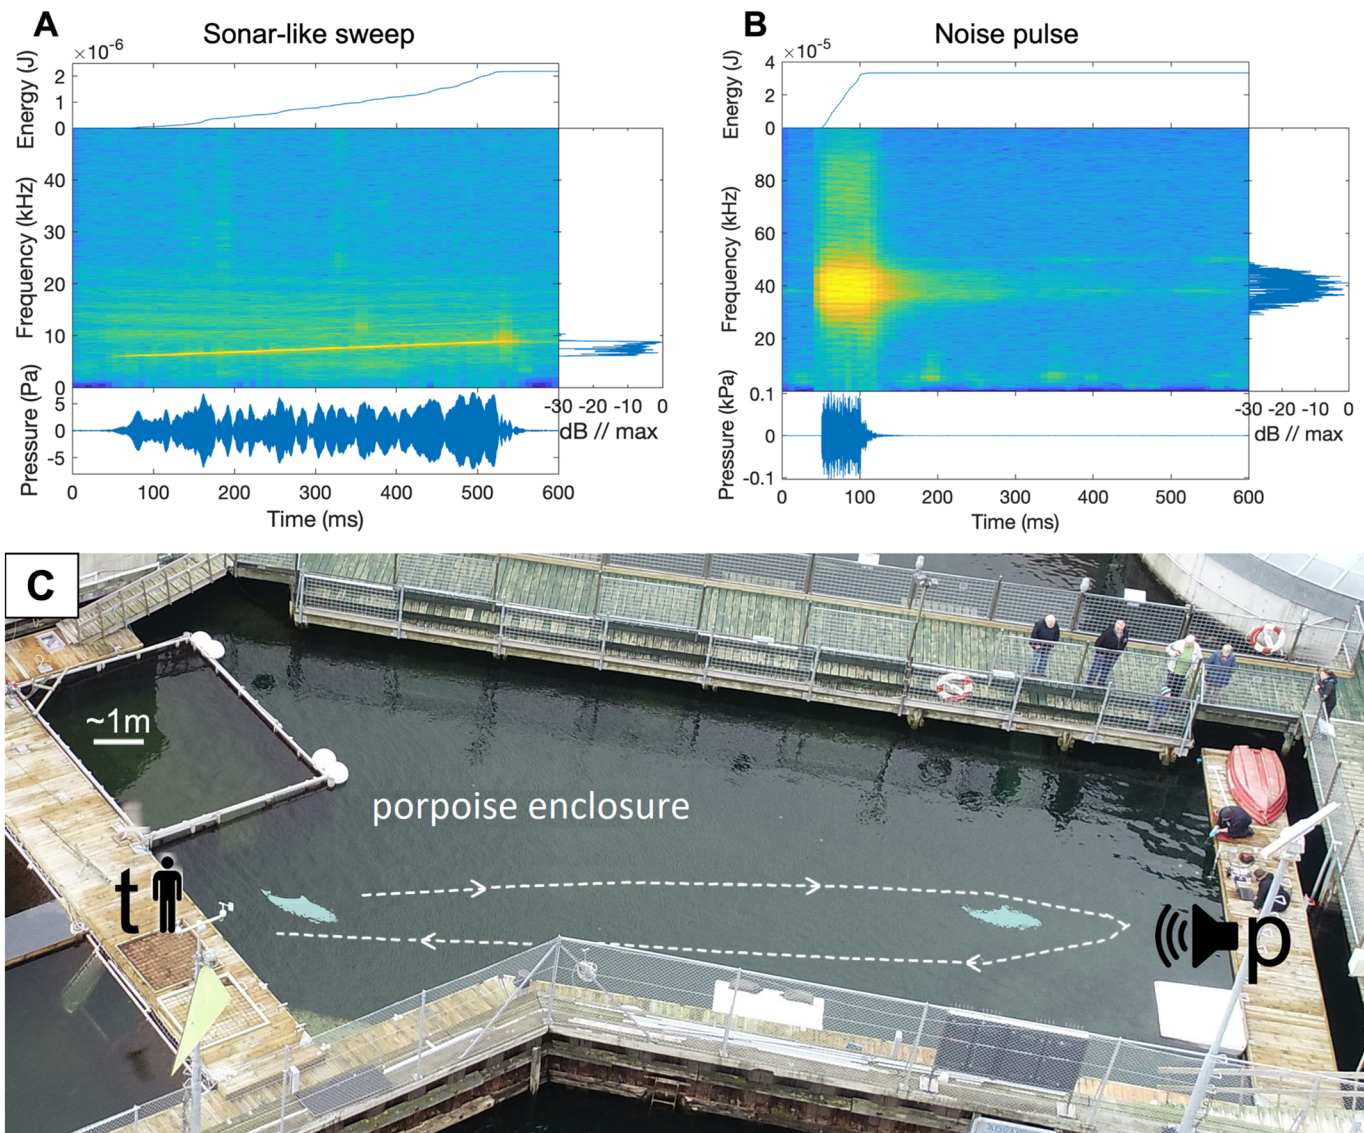 A
Sonar-like sweep
×10⁻⁶
Energy (J)
2
1
0
Frequency (kHz)
50
40
30
20
10
0
Pressure (Pa)
5
0
-5
0 100 200 300 400 500 600
Time (ms)
-30 -20 -10 0
dB // max
B
Noise pulse
×10⁻⁵
Energy (J)
4
2
0
Frequency (kHz)
80
60
40
20
Pressure (kPa)
0.1
0
-0.1
0 100 200 300 400 500 600
Time (ms)
-30 -20 -10 0
dB // max
C
~1m
porpoise enclosure
t
p